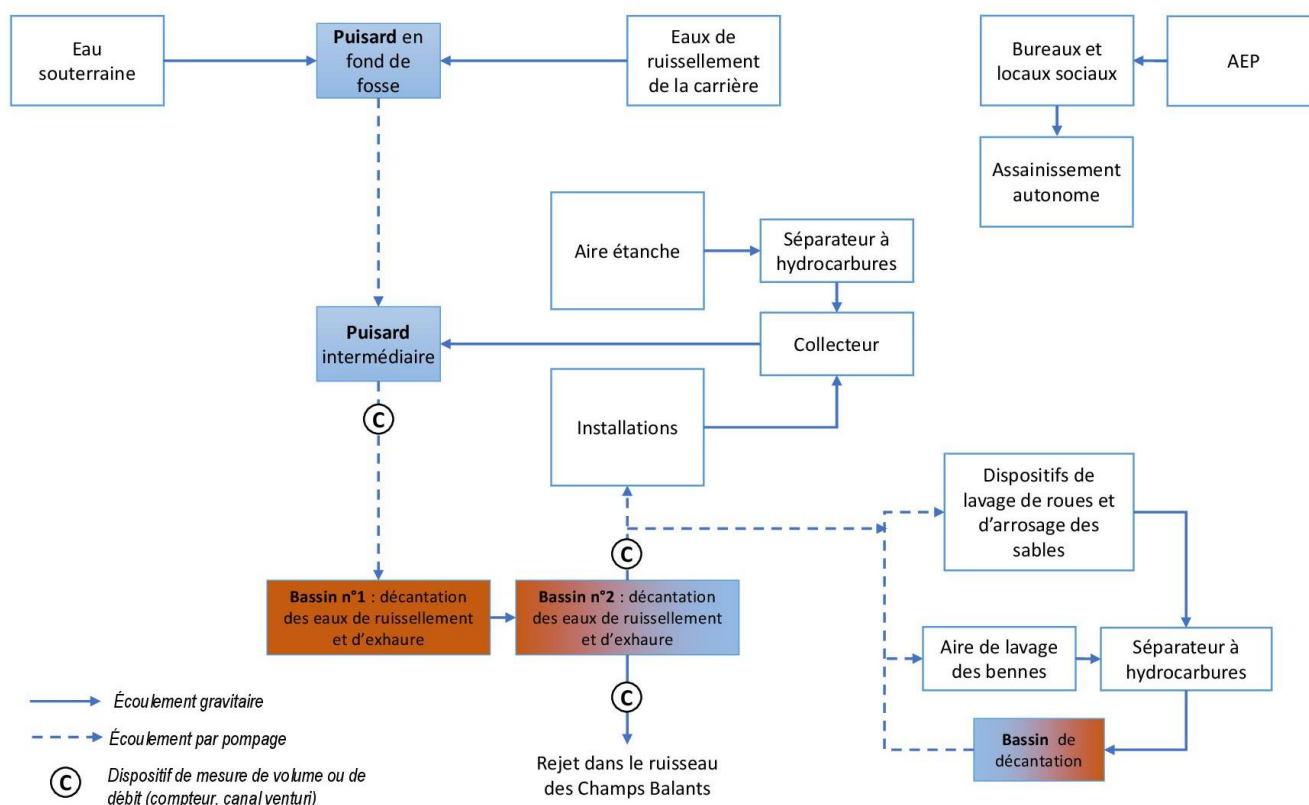 Eau
souterraine
Puisard en
fond de
fosse
Eaux de
ruissellement
de la carrière
Bureaux et
locaux sociaux
AEP
Assainissement
autonome
Aire étanche
Séparateur à
hydrocarbures
Puisard
intermédiaire
Collecteur
C
Installations
Dispositifs de
lavage de roues et
d'arrosage des
sables
C
Bassin n°1 : décantation
des eaux de ruissellement
et d'exhaure
Bassin n°2 : décantation
des eaux de ruissellement
et d'exhaure
Aire de lavage
des bennes
Séparateur à
hydrocarbures
C
Bassin de
décantation
Rejet dans le ruisseau
des Champs Balants
Écoulement gravitaire
Écoulement par pompage
C
Dispositif de mesure de volume ou de
débit (compteur, canal venturi)